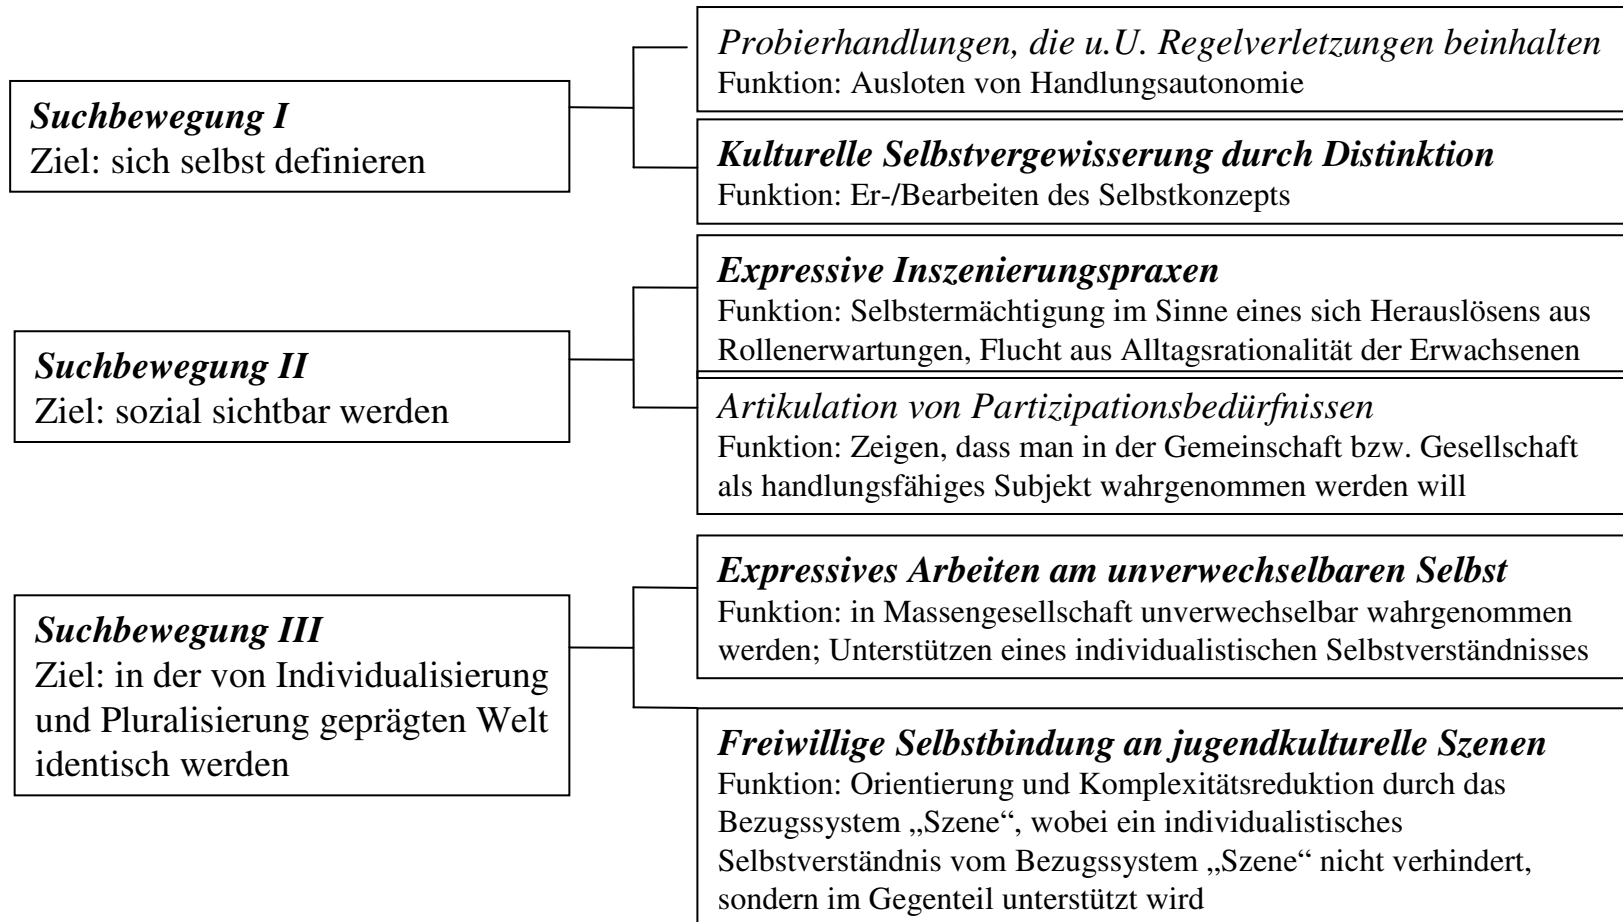 Suchbewegung I
Ziel: sich selbst definieren
Probierhandlungen, die u.U. Regelverletzungen beinhalten
Funktion: Ausloten von Handlungsautonomie
Kulturelle Selbstvergewisserung durch Distinktion
Funktion: Er-/Bearbeiten des Selbstkonzepts
Suchbewegung II
Ziel: sozial sichtbar werden
Expressive Inszenierungspraxen
Funktion: Selbstermächtigung im Sinne eines sich Herauslösens aus
Rollenerwartungen, Flucht aus Alltagsrationalität der Erwachsenen
Artikulation von Partizipationsbedürfnissen
Funktion: Zeigen, dass man in der Gemeinschaft bzw. Gesellschaft
als handlungsfähiges Subjekt wahrgenommen werden will
Suchbewegung III
Ziel: in der von Individualisierung
und Pluralisierung geprägten Welt
identisch werden
Expressives Arbeiten am unverwechselbaren Selbst
Funktion: in Massengesellschaft unverwechselbar wahrgenommen
werden; Unterstützen eines individualistischen Selbstverständnisses
Freiwillige Selbstbindung an jugendkulturelle Szenen
Funktion: Orientierung und Komplexitätsreduktion durch das
Bezugssystem „Szene“, wobei ein individualistisches
Selbstverständnis vom Bezugssystem „Szene“ nicht verhindert,
sondern im Gegenteil unterstützt wird